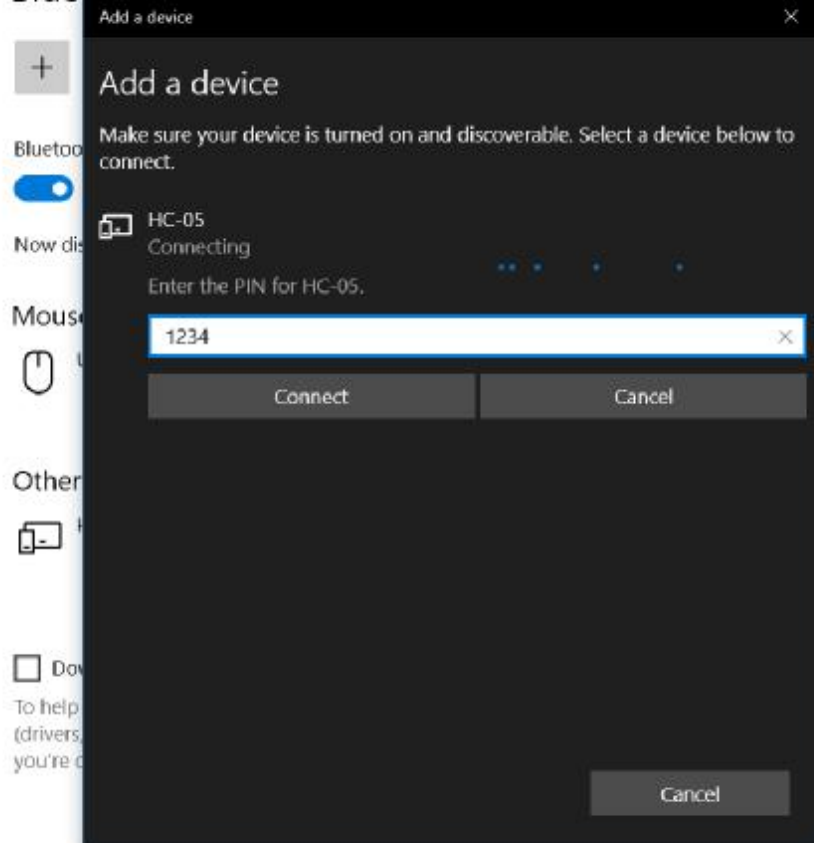 Add a device
Add a device
Make sure your device is turned on and discoverable. Select a device below to
connect.
HC-05
Connecting
Enter the PIN for HC-05.
1234
Connect
Cancel
Cancel
Bluetoo
Now dis
Mouse
Other
Dow
To help
(drivers,
you're